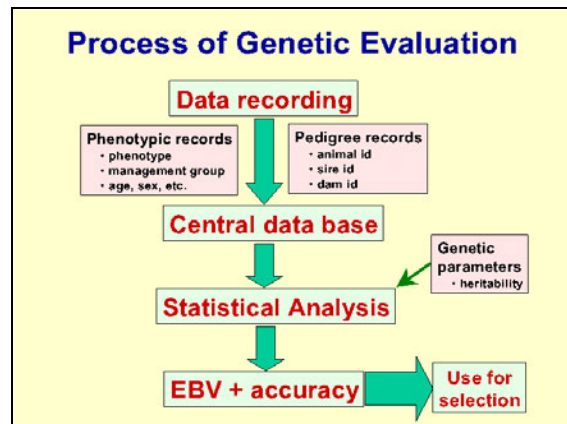 Process of Genetic Evaluation
Data recording
Phenotypic records
• phenotype
• management group
• age, sex, etc.
Pedigree records
• animal id
• sire id
• dam id
Central data base
Genetic
parameters
• heritability
Statistical Analysis
EBV + accuracy
Use for
selection